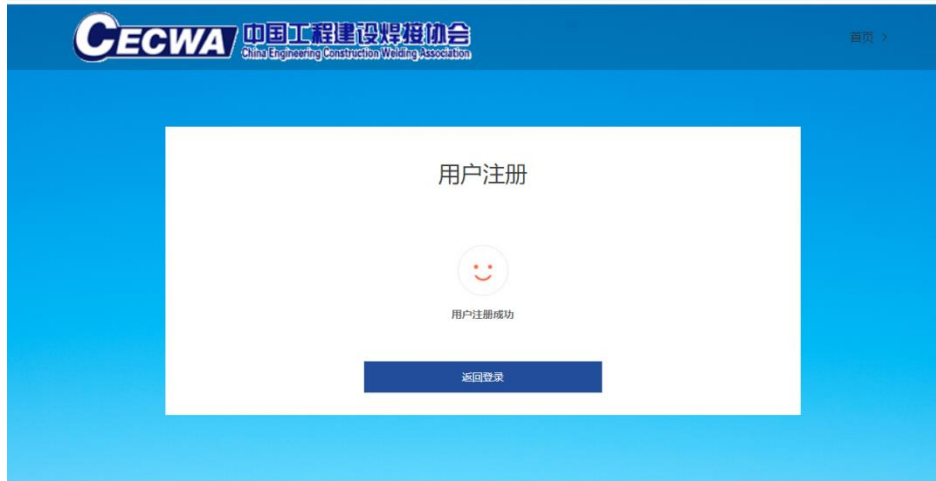 CECWA 中国工程建设焊接协会
China Engineering Construction Welding Association
首页 >
用户注册
用户注册成功
返回登录